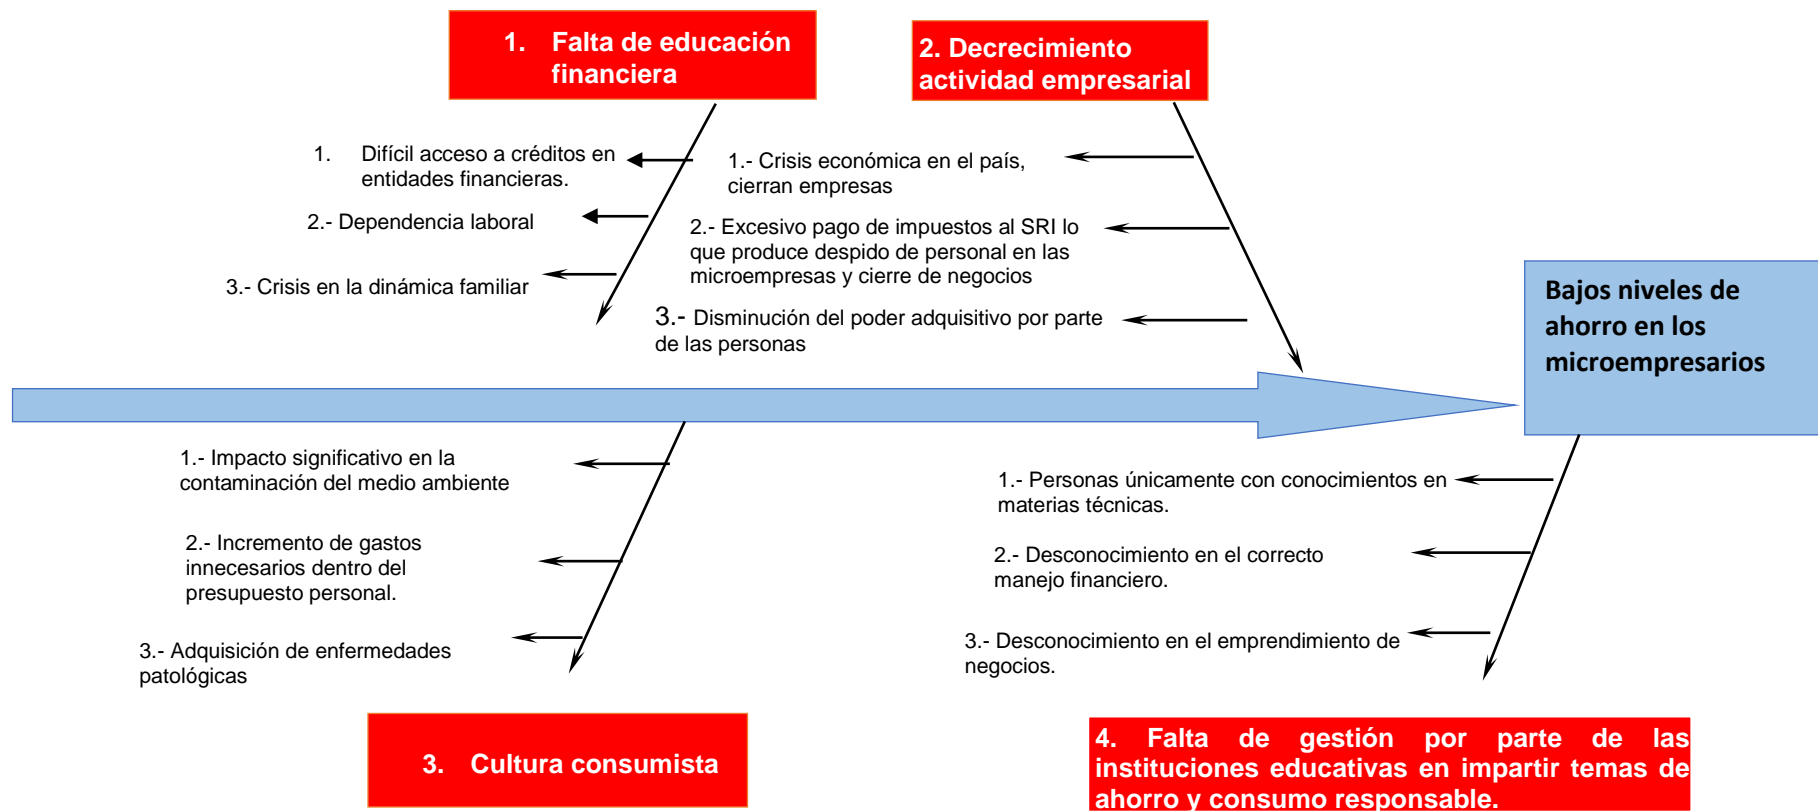 1. Falta de educación
financiera
2. Decrecimiento
actividad empresarial
1. Difícil acceso a créditos en
entidades financieras.
2.- Dependencia laboral
3.- Crisis en la dinámica familiar
1.- Crisis económica en el país,
cierran empresas
2.- Excesivo pago de impuestos al SRI lo
que produce despido de personal en las
microempresas y cierre de negocios
3.- Disminución del poder adquisitivo por parte
de las personas
Bajos niveles de
ahorro en los
microempresarios
1.- Impacto significativo en la
contaminación del medio ambiente
2.- Incremento de gastos
innecesarios dentro del
presupuesto personal.
3.- Adquisición de enfermedades
patológicas
1.- Personas únicamente con conocimientos en
materias técnicas.
2.- Desconocimiento en el correcto
manejo financiero.
3.- Desconocimiento en el emprendimiento de
negocios.
3. Cultura consumista
4. Falta de gestión por parte de las
instituciones educativas en impartir temas de
ahorro y consumo responsable.